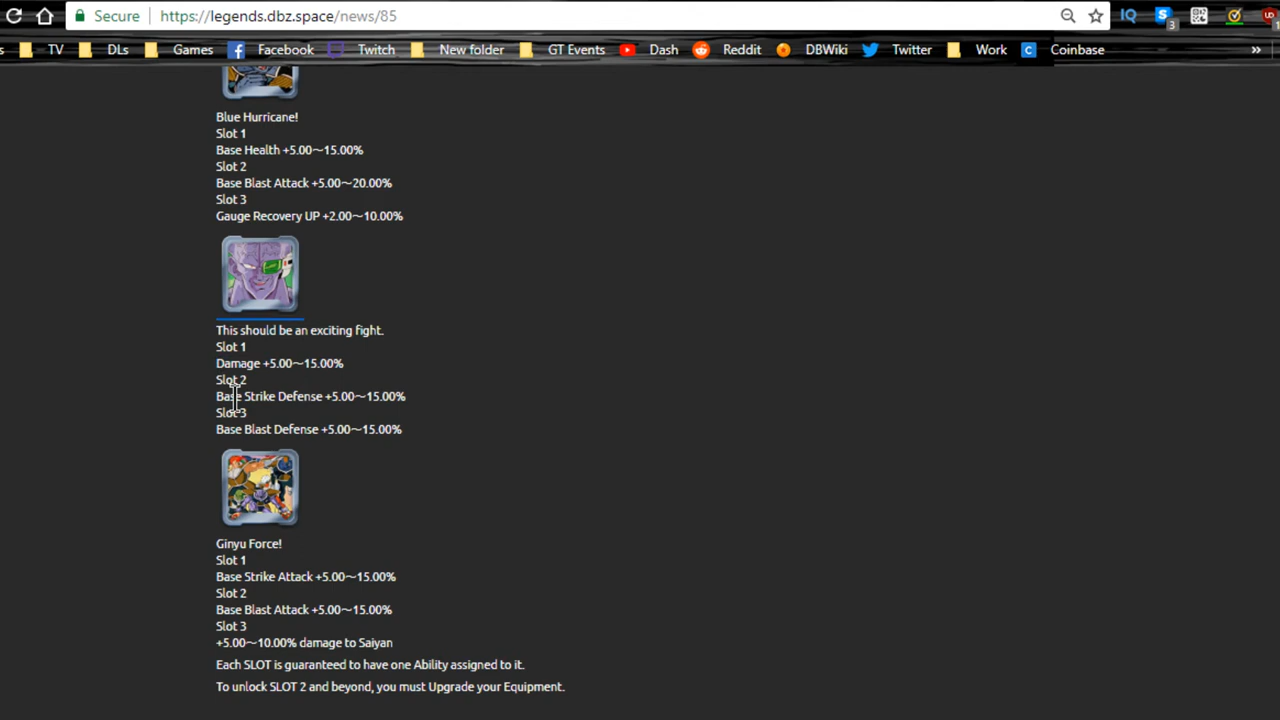 Secure https://legends.dbz.space/news/85
IQ S 3 UD 1
s TV DLs Games Facebook Twitch New folder GT Events Dash Reddit DBWiki Twitter Work C Coinbase »
Blue Hurricane!
Slot 1
Base Health +5.00～15.00%
Slot 2
Base Blast Attack +5.00～20.00%
Slot 3
Gauge Recovery UP +2.00～10.00%
This should be an exciting fight.
Slot 1
Damage +5.00～15.00%
Slot 2
Base Strike Defense +5.00～15.00%
Slot 3
Base Blast Defense +5.00～15.00%
Ginyu Force!
Slot 1
Base Strike Attack +5.00～15.00%
Slot 2
Base Blast Attack +5.00～15.00%
Slot 3
+5.00～10.00% damage to Saiyan
Each SLOT is guaranteed to have one Ability assigned to it.
To unlock SLOT 2 and beyond, you must Upgrade your Equipment.